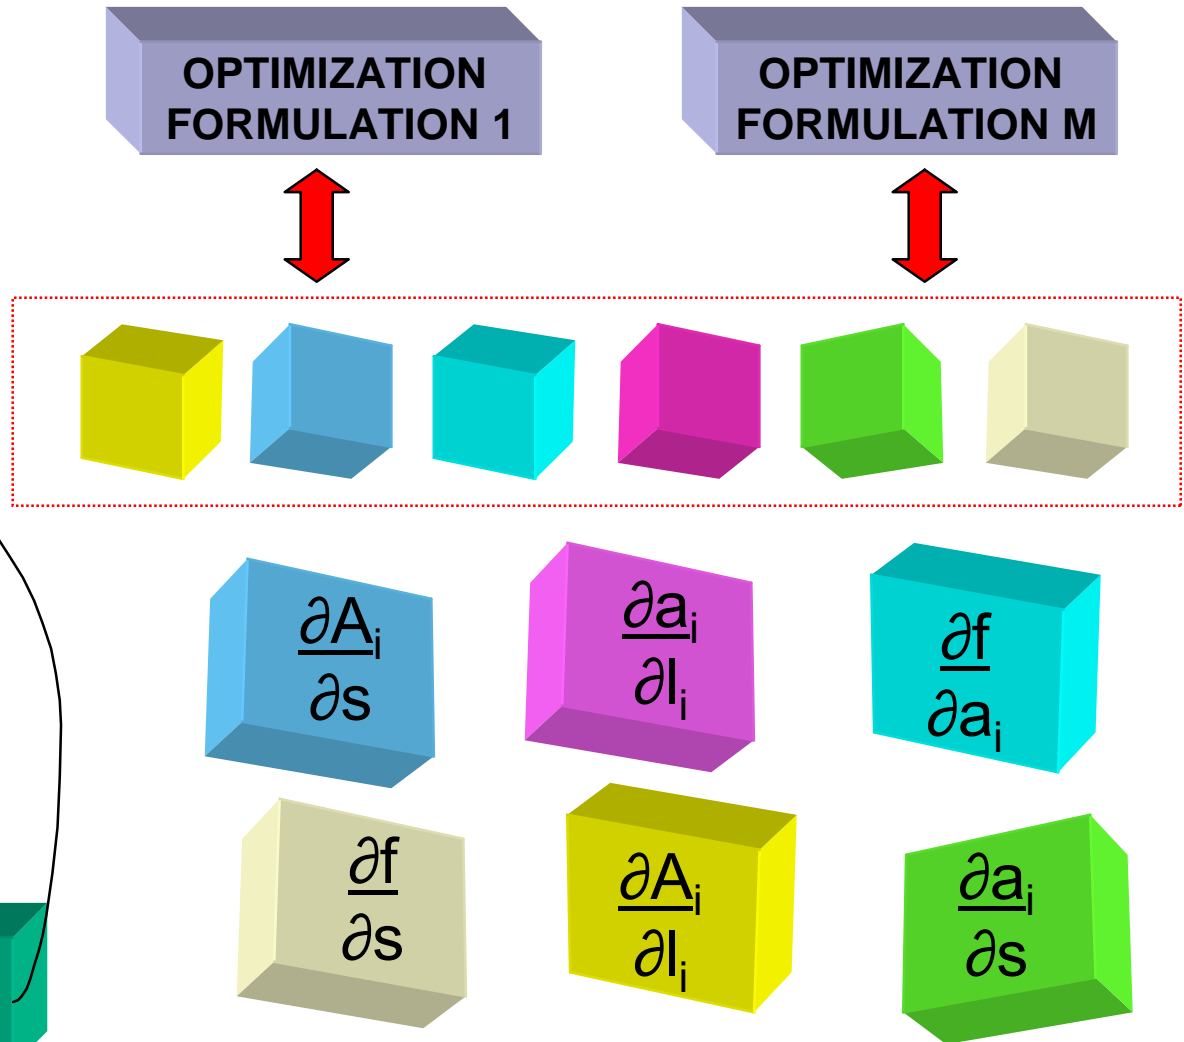 OPTIMIZATION
FORMULATION 1
OPTIMIZATION
FORMULATION M
∂Aᵢ
∂s
∂aᵢ
∂lᵢ
∂f
∂aᵢ
∂f
∂s
∂Aᵢ
∂lᵢ
∂aᵢ
∂s